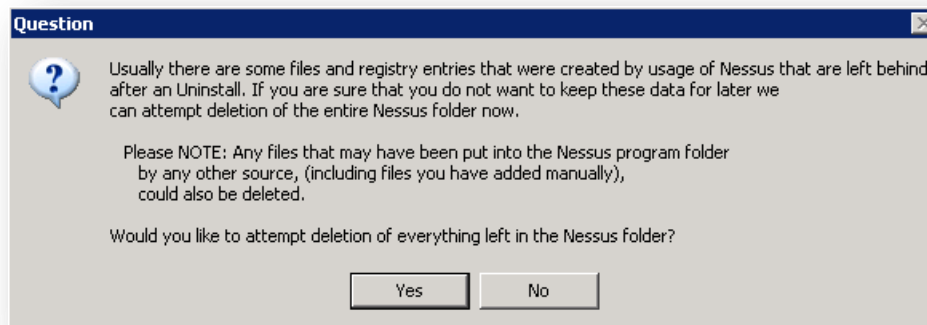 Question
Usually there are some files and registry entries that were created by usage of Nessus that are left behind
after an Uninstall. If you are sure that you do not want to keep these data for later we
can attempt deletion of the entire Nessus folder now.
Please NOTE: Any files that may have been put into the Nessus program folder
by any other source, (including files you have added manually),
could also be deleted.
Would you like to attempt deletion of everything left in the Nessus folder?
Yes
No